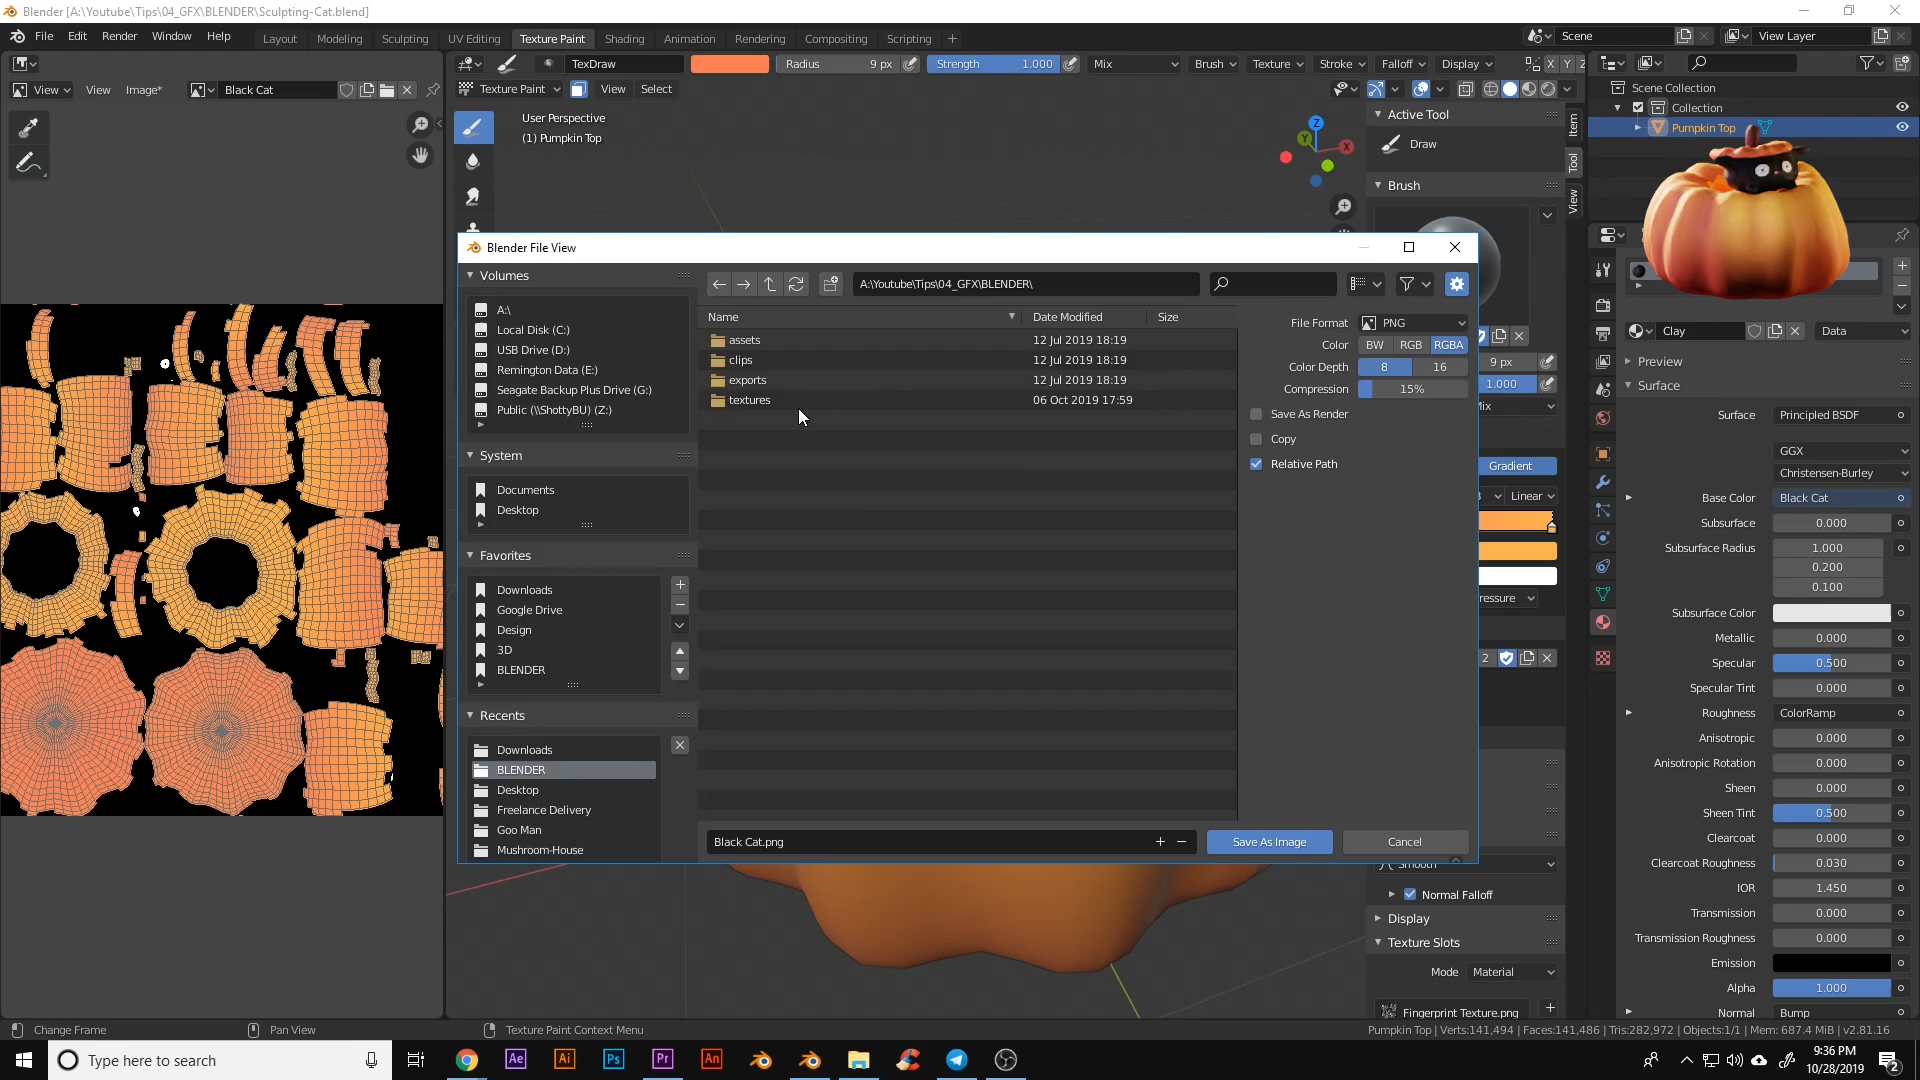 Blender [A:\Youtube\Tips\04_GFX\BLENDER\Sculpting-Cat.blend]
File Edit Render Window Help Layout Modeling Sculpting UV Editing Texture Paint Shading Animation Rendering Compositing Scripting + Scene View Layer
TexDraw Radius 9 px Strength 1.000 Mix Brush Texture Stroke Falloff Display X Y Z
View View Image* Black Cat Texture Paint View Select
User Perspective
(1) Pumpkin Top
Z
Y
X
Active Tool
Draw
Brush
Item
Tool
View
Scene Collection
Collection
Pumpkin Top
Blender File View
Volumes
A:\
Local Disk (C:)
USB Drive (D:)
Remington Data (E:)
Seagate Backup Plus Drive (G:)
Public (\\ShottyBU) (Z:)
System
Documents
Desktop
Favorites
Downloads
Google Drive
Design
3D
BLENDER
Recents
Downloads
BLENDER
Desktop
Freelance Delivery
Goo Man
Mushroom-House
A:\Youtube\Tips\04_GFX\BLENDER\
Name Date Modified Size
assets 12 Jul 2019 18:19
clips 12 Jul 2019 18:19
exports 12 Jul 2019 18:19
textures 06 Oct 2019 17:59
File Format PNG
Color BW RGB RGBA
Color Depth 8 16
Compression 15%
Save As Render
Copy
Relative Path
Black Cat.png + − Save As Image Cancel
9 px
1.000
Mix
Gradient
Linear
ressure
2
Smooth
Normal Falloff
Display
Texture Slots
Mode Material
Fingerprint Texture.png
Clay Data
Preview
Surface
Surface Principled BSDF
GGX
Christensen-Burley
Base Color Black Cat
Subsurface 0.000
Subsurface Radius 1.000
0.200
0.100
Subsurface Color
Metallic 0.000
Specular 0.500
Specular Tint 0.000
Roughness ColorRamp
Anisotropic 0.000
Anisotropic Rotation 0.000
Sheen 0.000
Sheen Tint 0.500
Clearcoat 0.000
Clearcoat Roughness 0.030
IOR 1.450
Transmission 0.000
Transmission Roughness 0.000
Emission
Alpha 1.000
Normal Bump
Change Frame Pan View Texture Paint Context Menu Pumpkin Top | Verts:141,494 | Faces:141,486 | Tris:282,972 | Objects:1/1 | Mem: 687.4 MiB | v2.81.16
Type here to search Ae Ai Ps Pr An
9:36 PM
10/28/2019
2